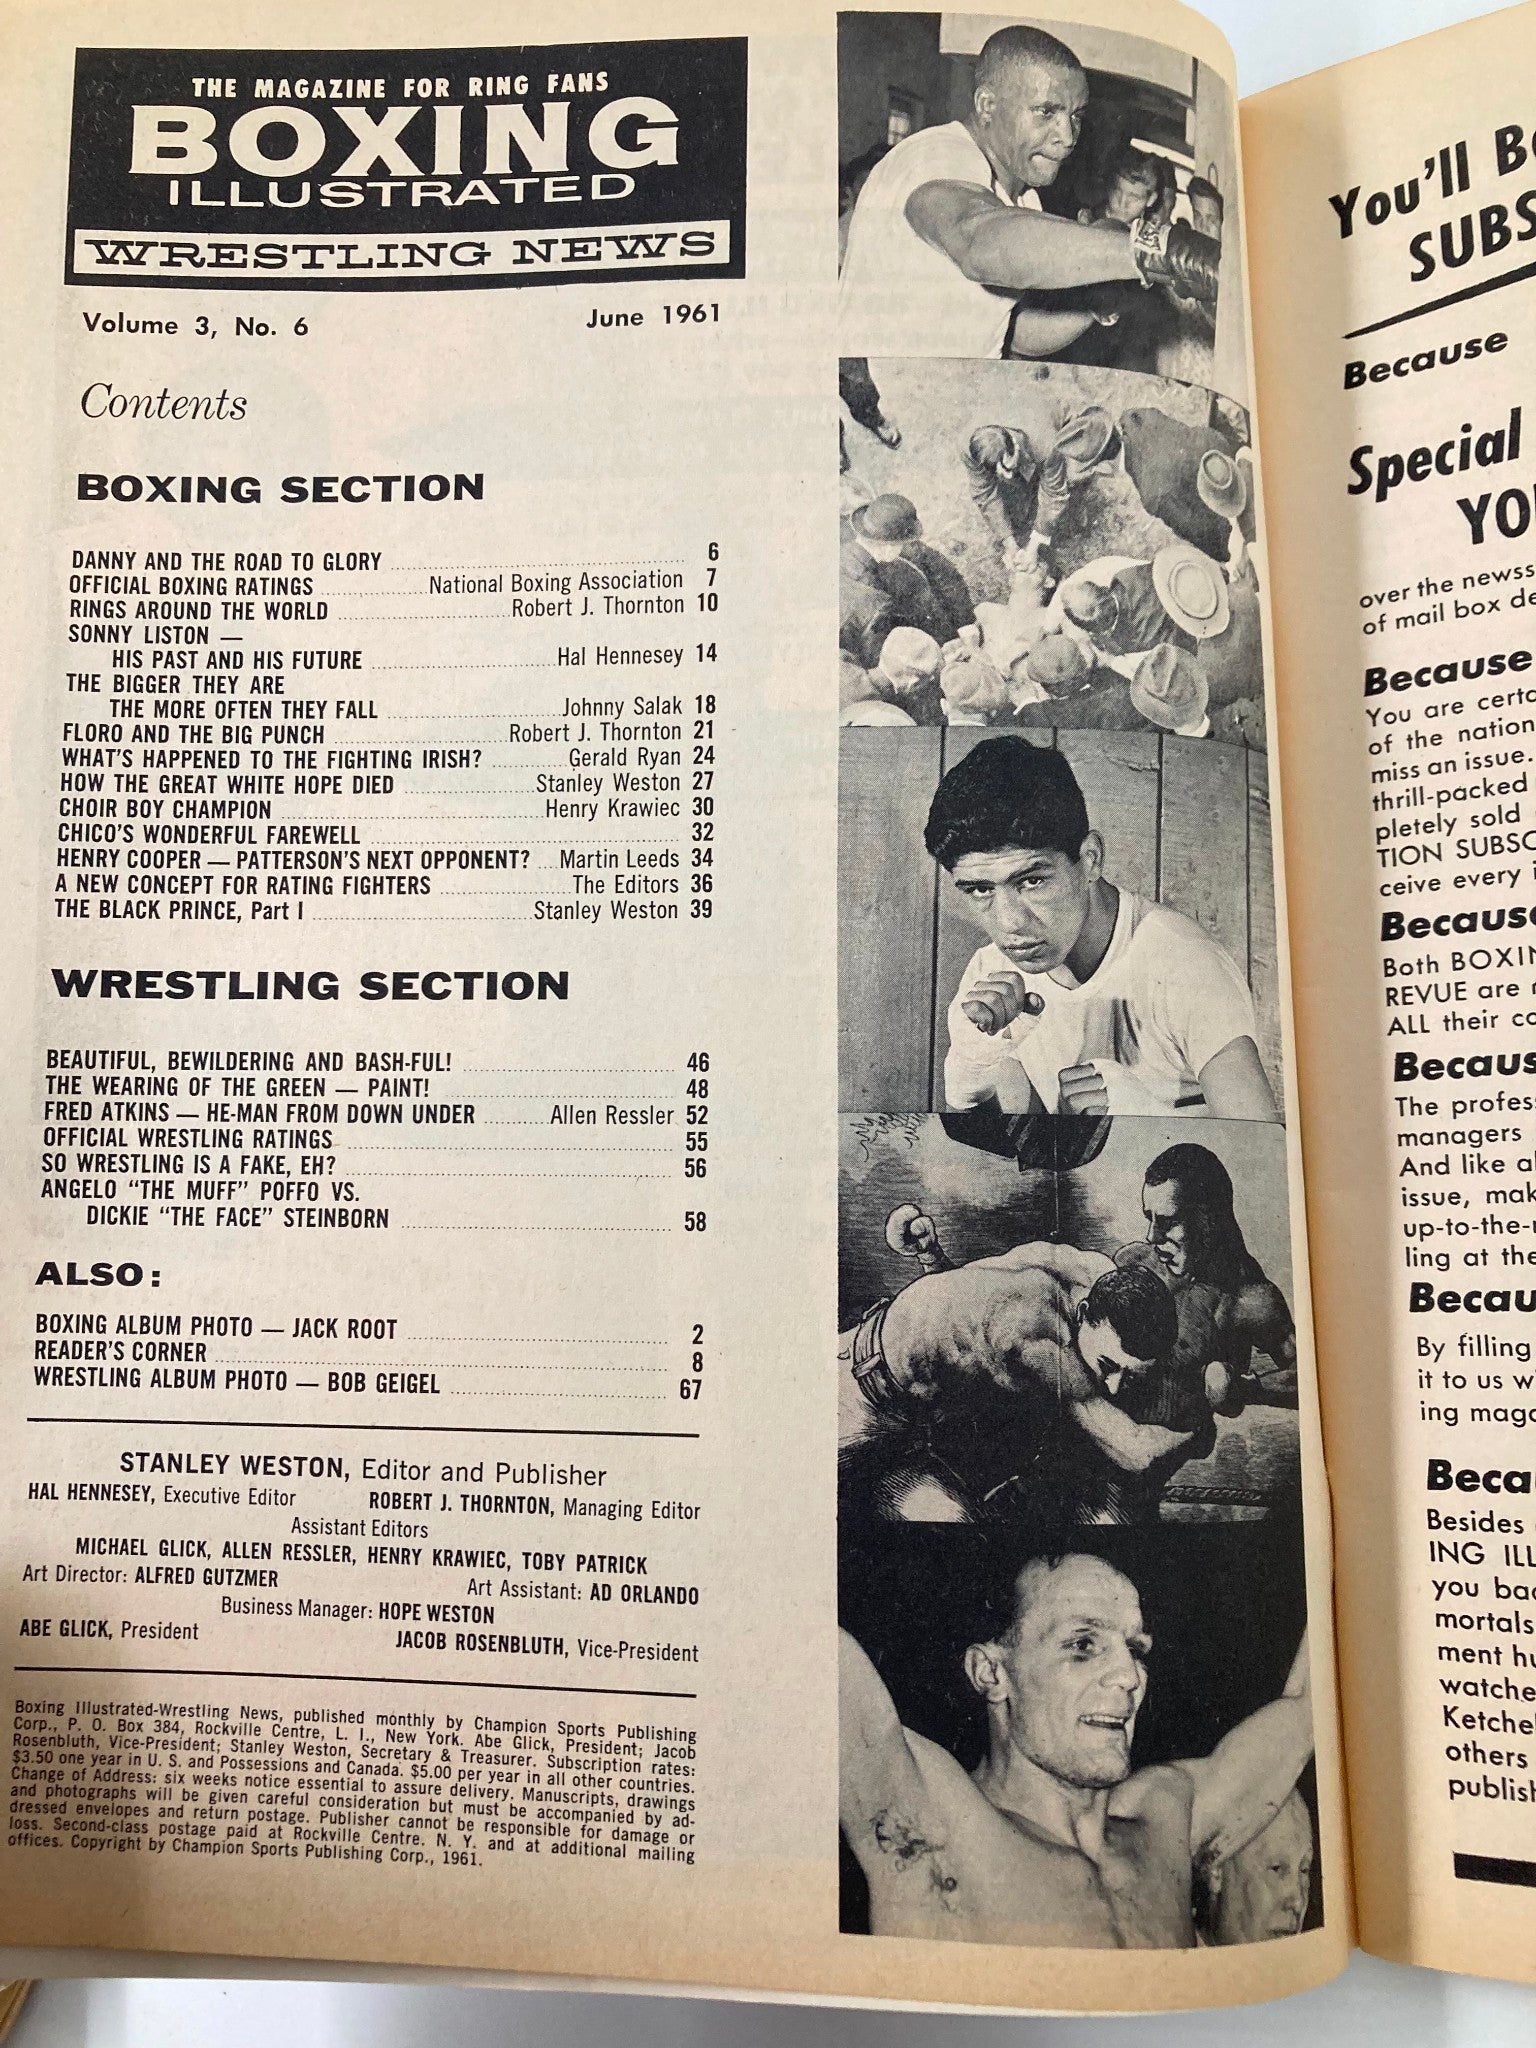 THE MAGAZINE FOR RING FANS
BOXING
ILLUSTRATED
WRESTLING NEWS
Volume 3, No. 6 June 1961
Contents
BOXING SECTION
DANNY AND THE ROAD TO GLORY 6
OFFICIAL BOXING RATINGS National Boxing Association 7
RINGS AROUND THE WORLD Robert J. Thornton 10
SONNY LISTON —
HIS PAST AND HIS FUTURE Hal Hennesey 14
THE BIGGER THEY ARE
THE MORE OFTEN THEY FALL Johnny Salak 18
FLORO AND THE BIG PUNCH Robert J. Thornton 21
WHAT'S HAPPENED TO THE FIGHTING IRISH? Gerald Ryan 24
HOW THE GREAT WHITE HOPE DIED Stanley Weston 27
CHOIR BOY CHAMPION Henry Krawiec 30
CHICO'S WONDERFUL FAREWELL 32
HENRY COOPER — PATTERSON'S NEXT OPPONENT? Martin Leeds 34
A NEW CONCEPT FOR RATING FIGHTERS The Editors 36
THE BLACK PRINCE, Part I Stanley Weston 39
WRESTLING SECTION
BEAUTIFUL, BEWILDERING AND BASH-FUL! 46
THE WEARING OF THE GREEN — PAINT! 48
FRED ATKINS — HE-MAN FROM DOWN UNDER Allen Ressler 52
OFFICIAL WRESTLING RATINGS 55
SO WRESTLING IS A FAKE, EH? 56
ANGELO "THE MUFF" POFFO VS.
DICKIE "THE FACE" STEINBORN 58
ALSO:
BOXING ALBUM PHOTO — JACK ROOT 2
READER'S CORNER 8
WRESTLING ALBUM PHOTO — BOB GEIGEL 67
STANLEY WESTON, Editor and Publisher
HAL HENNESEY, Executive Editor ROBERT J. THORNTON, Managing Editor
Assistant Editors
MICHAEL GLICK, ALLEN RESSLER, HENRY KRAWIEC, TOBY PATRICK
Art Director: ALFRED GUTZMER Art Assistant: AD ORLANDO
Business Manager: HOPE WESTON
ABE GLICK, President JACOB ROSENBLUTH, Vice-President
Boxing Illustrated-Wrestling News, published monthly by Champion Sports Publishing
Corp., P. O. Box 384, Rockville Centre, L. I., New York. Abe Glick, President; Jacob
Rosenbluth, Vice-President; Stanley Weston, Secretary & Treasurer. Subscription rates:
$3.50 one year in U. S. and Possessions and Canada. $5.00 per year in all other countries.
Change of Address: six weeks notice essential to assure delivery. Manuscripts, drawings
and photographs will be given careful consideration but must be accompanied by ad-
dressed envelopes and return postage. Publisher cannot be responsible for damage or
loss. Second-class postage paid at Rockville Centre, N. Y. and at additional mailing
offices. Copyright by Champion Sports Publishing Corp., 1961.
You'll
SUBS
Because
Special
YO
over the newss
of mail box de
Because
You are certa
of the nation
miss an issue.
thrill-packed
pletely sold
TION SUBSC
ceive every i
Because
Both BOXIN
REVUE are
ALL their co
Becaus
The profes
managers
And like al
issue, mak
up-to-the-
ling at the
Becau
By filling
it to us wi
ing maga
Beca
Besides
ING ILL
you bac
mortals
ment hu
watche
Ketchel
others
publish